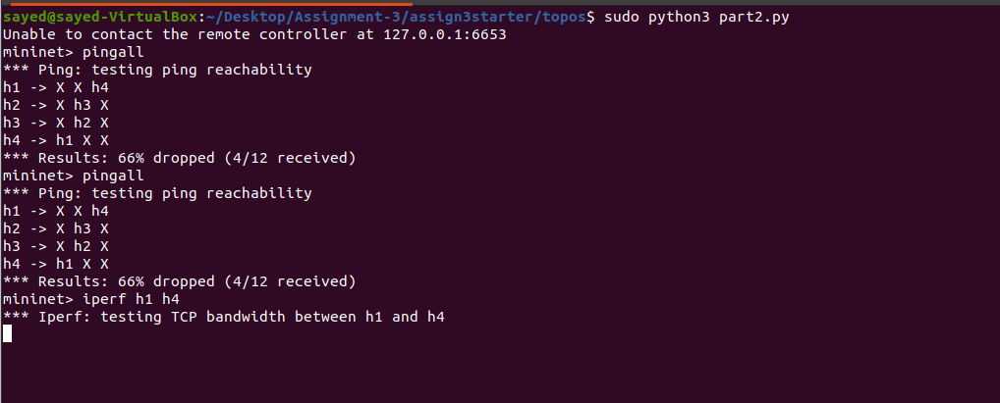 sayed@sayed-VirtualBox:~/Desktop/Assignment-3/assign3starter/topos$ sudo python3 part2.py
Unable to contact the remote controller at 127.0.0.1:6653
mininet> pingall
*** Ping: testing ping reachability
h1 -> X X h4
h2 -> X h3 X
h3 -> X h2 X
h4 -> h1 X X
*** Results: 66% dropped (4/12 received)
mininet> pingall
*** Ping: testing ping reachability
h1 -> X X h4
h2 -> X h3 X
h3 -> X h2 X
h4 -> h1 X X
*** Results: 66% dropped (4/12 received)
mininet> iperf h1 h4
*** Iperf: testing TCP bandwidth between h1 and h4